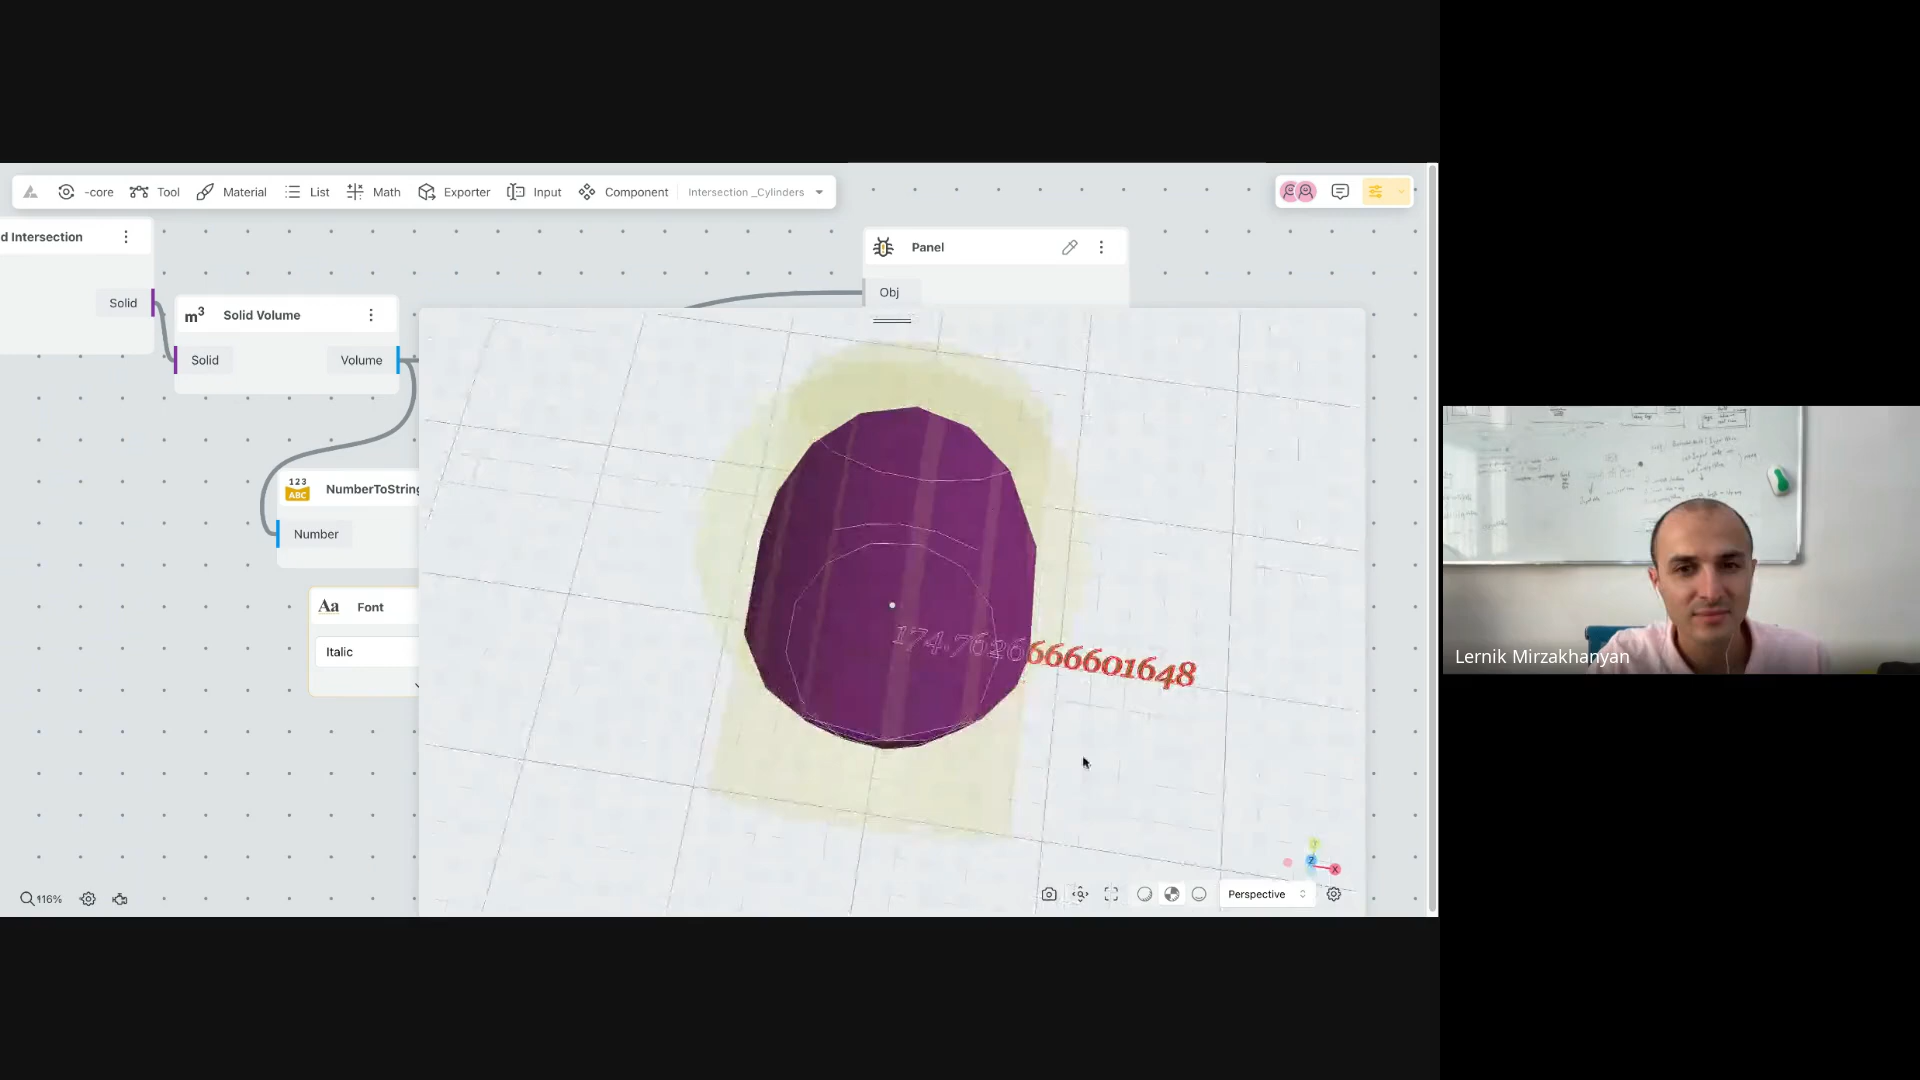 -core Tool Material List Math Exporter Input Component Intersection _Cylinders
d Intersection
Panel
Obj
Solid
m³ Solid Volume
Solid Volume
123 ABC NumberToString
Number
Aa Font
Italic
174.76266666601648
Lernik Mirzakhanyan
Y
Z X
116%
Perspective